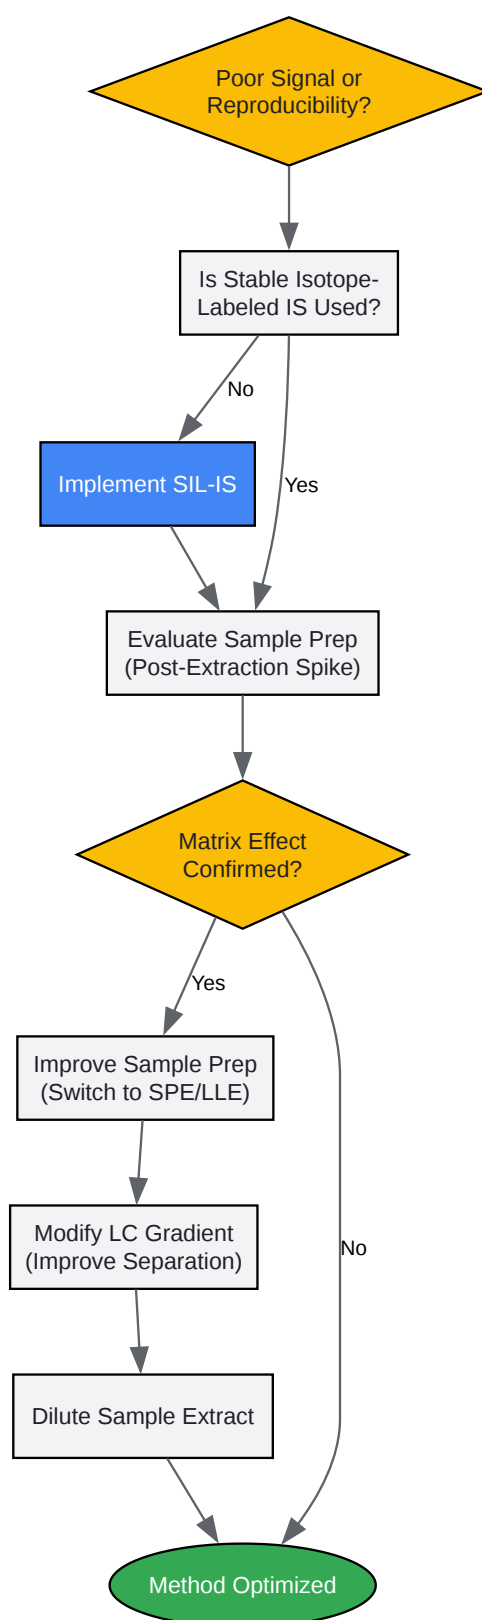 Poor Signal or
Reproducibility?
Is Stable Isotope-
Labeled IS Used?
No
Implement SIL-IS
Yes
Evaluate Sample Prep
(Post-Extraction Spike)
Matrix Effect
Confirmed?
Yes
Improve Sample Prep
(Switch to SPE/LLE)
Modify LC Gradient
(Improve Separation)
No
Dilute Sample Extract
Method Optimized